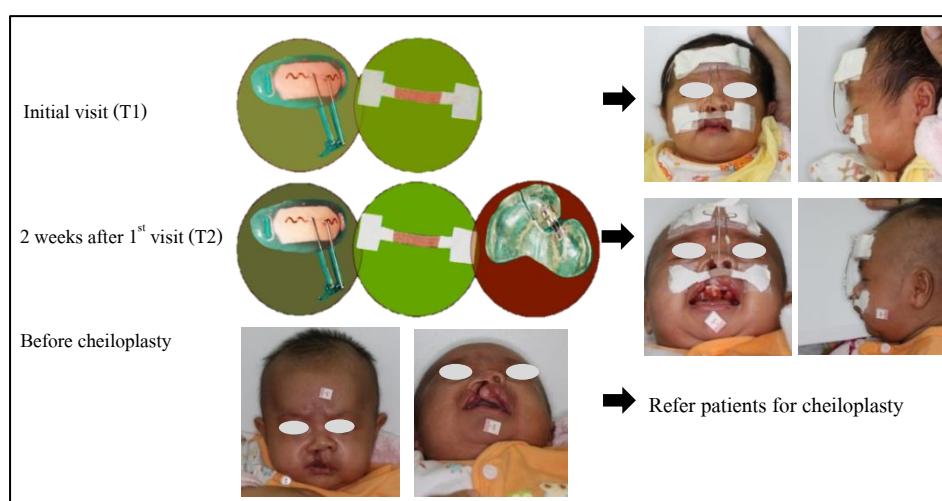 Initial visit (T1)
2 weeks after 1st visit (T2)
Before cheiloplasty
Refer patients for cheiloplasty